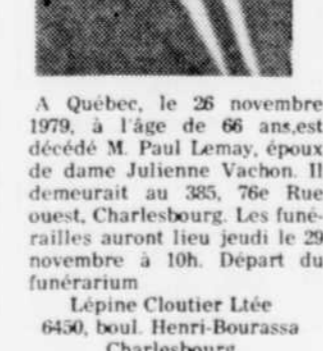 A Québec, le 26 novembre
1979, à l'âge de 66 ans,est
décédé M. Paul Lemay, époux
de dame Julienne Vachon. Il
demeurait au 385, 76e Rue
ouest, Charlesbourg. Les funé-
railles auront lieu jeudi le 29
novembre à 10h. Départ du
funérarium
Lépine Cloutier Ltée
6450, boul. Henri-Bourassa
Charlesbourg